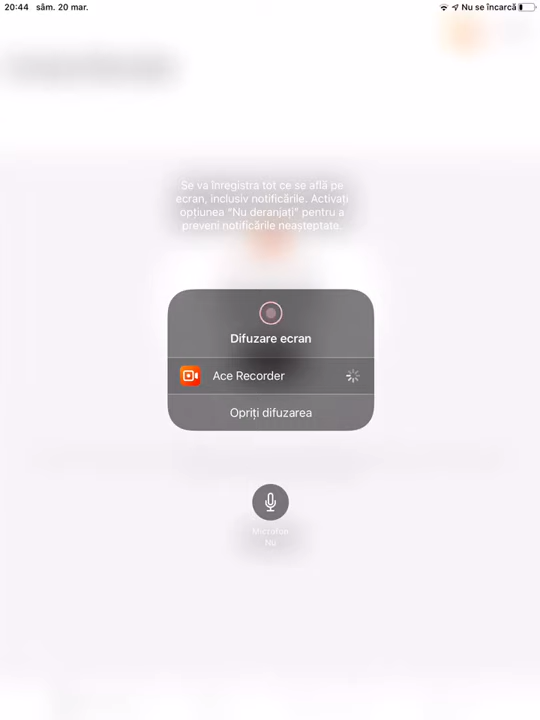 20:44 sâm. 20 mar.
Nu se încarcă
Se va înregistra tot ce se află pe
ecran, inclusiv notificările. Activați
opțiunea “Nu deranjați” pentru a
preveni notificările neașteptate.
Difuzare ecran
Ace Recorder
Opriți difuzarea
Microfon
Nu